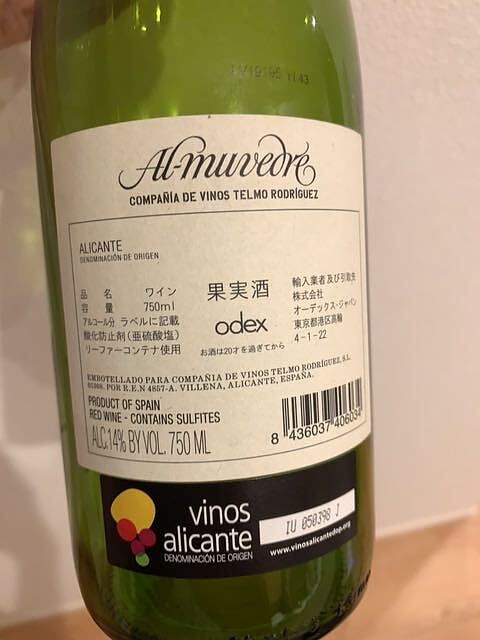 LV19195 11:43
Al-muvedre
COMPAÑIA DE VINOS TELMO RODRÍGUEZ
ALICANTE
DENOMINACIÓN DE ORIGEN
品 名 ワイン
容 量 750ml
アルコール分 ラベルに記載
酸化防止剤(亜硫酸塩)
リーファーコンテナ使用
果実酒
odex
お酒は20才を過ぎてから
輸入業者及び引取先
株式会社
オーデックス・ジャパン
東京都港区高輪
4-1-22
EMBOTELLADO PARA COMPAÑÍA DE VINOS TELMO RODRÍGUEZ, S.L.
01308. POR R.E.N 4857-A. VILLENA, ALICANTE, ESPAÑA.
PRODUCT OF SPAIN
RED WINE - CONTAINS SULFITES
ALC.14% BY VOL. 750 ML
8 436037 406034
vinos
alicante
DENOMINACIÓN DE ORIGEN
IU 050398 J
www.vinosalicantedop.org